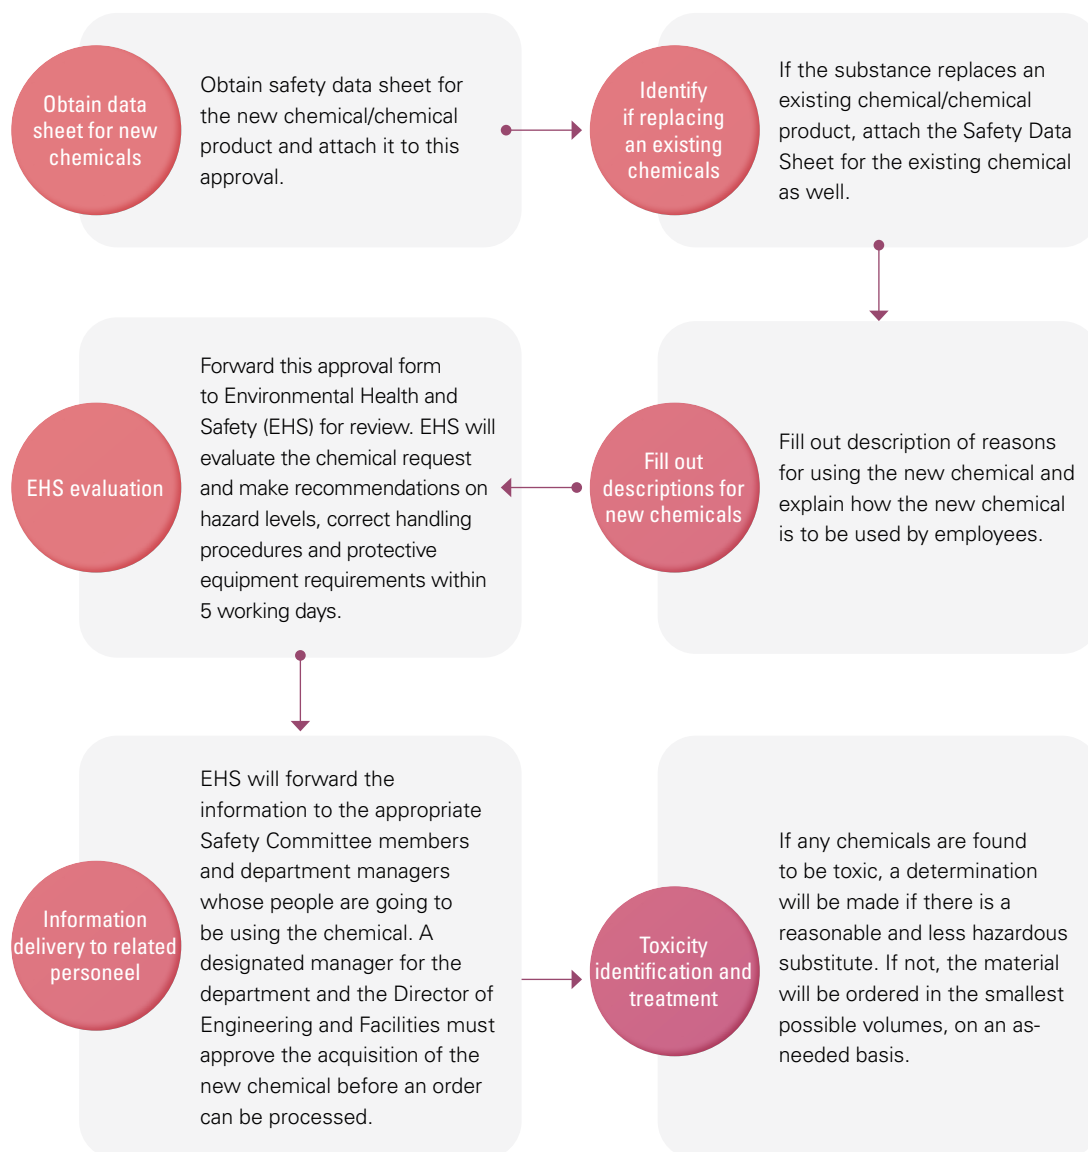 Obtain data
sheet for new
chemicals
Obtain safety data sheet for
the new chemical/chemical
product and attach it to this
approval.
Identify
if replacing
an existing
chemicals
If the substance replaces an
existing chemical/chemical
product, attach the Safety Data
Sheet for the existing chemical
as well.
Fill out
descriptions for
new chemicals
Fill out description of reasons
for using the new chemical and
explain how the new chemical
is to be used by employees.
EHS evaluation
Forward this approval form
to Environmental Health and
Safety (EHS) for review. EHS will
evaluate the chemical request
and make recommendations on
hazard levels, correct handling
procedures and protective
equipment requirements within
5 working days.
Information
delivery to related
personeel
EHS will forward the
information to the appropriate
Safety Committee members
and department managers
whose people are going to
be using the chemical. A
designated manager for the
department and the Director of
Engineering and Facilities must
approve the acquisition of the
new chemical before an order
can be processed.
Toxicity
identification and
treatment
If any chemicals are found
to be toxic, a determination
will be made if there is a
reasonable and less hazardous
substitute. If not, the material
will be ordered in the smallest
possible volumes, on an as-
needed basis.